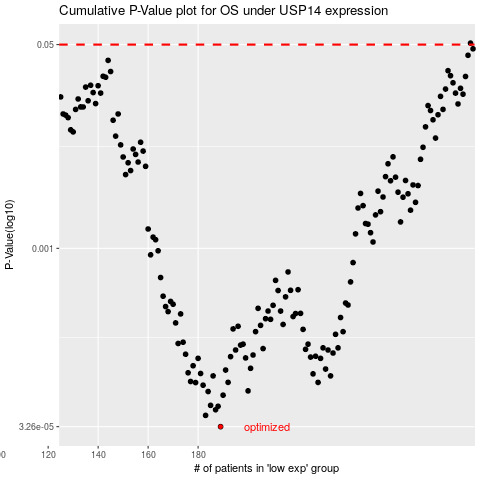 Cumulative P-Value plot for OS under USP14 expression
0.05
0.001
3.26e-05
P-Value(log10)
optimized
120 140 160 180
# of patients in 'low exp' group